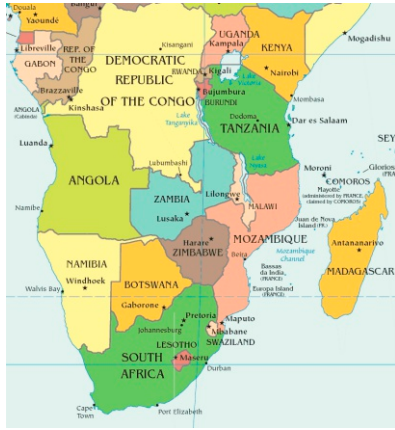 Douala
Yaoundé
Bangui
UGANDA
Kampala
KENYA
Mogadishu
Kisangani
Libreville
REP. OF
THE
CONGO
GABON
DEMOCRATIC
REPUBLIC
OF THE CONGO
RWANDA
Kigali
Lake
Victoria
Nairobi
Bujumbura
BURUNDI
Mombasa
Brazzaville
Kinshasa
ANGOLA
(Cabinda)
Dodoma
TANZANIA
Dar es Salaam
Lake
Tanganyika
Luanda
SEY
Lubumbashi
Lake
Nyasa
Moroni
COMOROS
Glorioso
(FRA
Mayotte
(administered by FRANCE,
claimed by COMOROS)
ANGOLA
ZAMBIA
Lusaka
Lilongwe
MALAWI
Namibe
Juan de Nova
Island (FR.)
Harare
ZIMBABWE
MOZAMBIQUE
Mozambique
Channel
Antananarivo
MADAGASCAR
Beira
NAMIBIA
Windhoek
Walvis Bay
BOTSWANA
Gaborone
Bassas
da India,
(FRANCE)
Europa Island
(FRANCE)
Pretoria
Maputo
Johannesburg
Mbabane
SWAZILAND
LESOTHO
Maseru
SOUTH
AFRICA
Durban
Cape
Town
Port Elizabeth